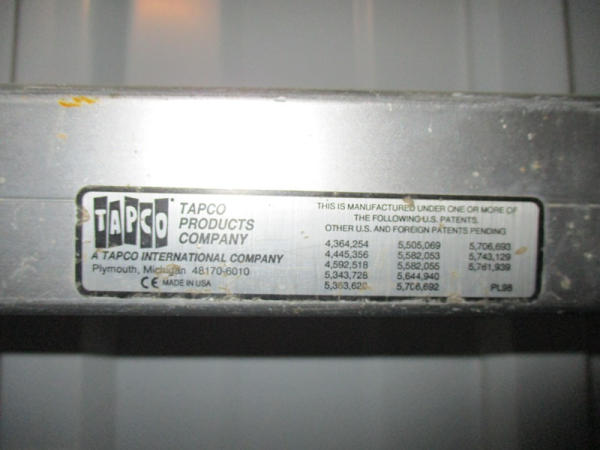 TAPCO®
TAPCO
PRODUCTS
COMPANY
A TAPCO INTERNATIONAL COMPANY
Plymouth, Michigan 48170-6010
CE MADE IN USA
THIS IS MANUFACTURED UNDER ONE OR MORE OF
THE FOLLOWING U.S. PATENTS,
OTHER U.S. AND FOREIGN PATENTS PENDING
4,364,254 5,505,069 5,706,693
4,445,356 5,582,053 5,743,129
4,592,518 5,582,055 5,761,939
5,343,728 5,644,940
5,353,620 5,706,692 PL98